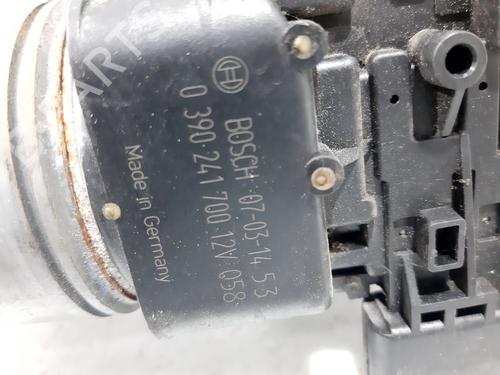 BOSCH 07-03-14 53
0 390 241 700 12V 058
Made in Germany